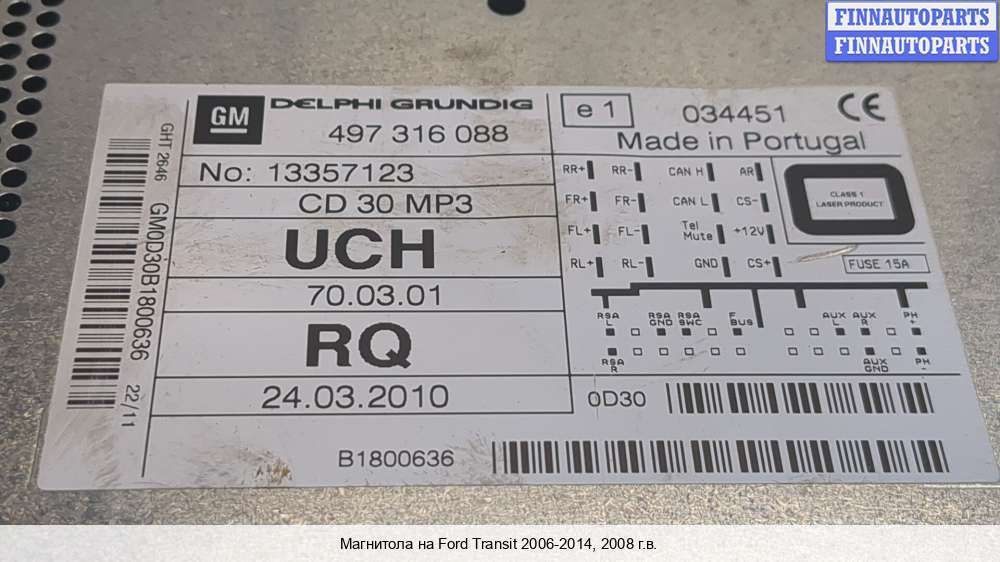 FINNAUTOPARTS
FINNAUTOPARTS
GM DELPHI GRUNDIG
497 316 088
e 1 034451 CE
Made in Portugal
No: 13357123
CD 30 MP3
UCH
70.03.01
RQ
24.03.2010
GHT 2646
GM0D30B1800636
22/11
RR+ RR- CAN H AR
FR+ FR- CAN L CS-
FL+ FL- Tel Mute +12V
RL+ RL- GND CS+
CLASS 1
LASER PRODUCT
FUSE 15A
RSA L RSA GND RSA SWC F BUS AUX L AUX R PH +
RSA R AUX GND PH -
0D30
B1800636
Магнитола на Ford Transit 2006-2014, 2008 г.в.